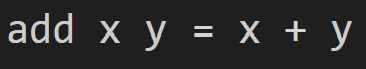 add x y = x + y